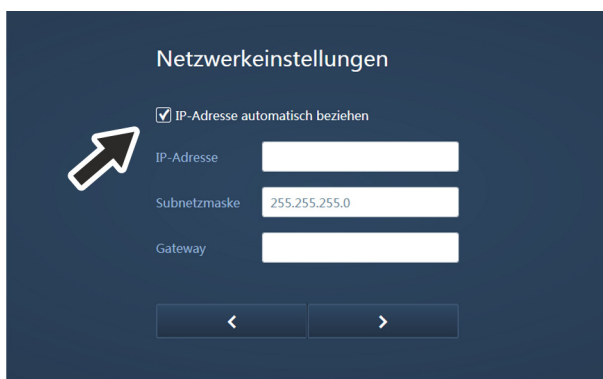 Netzwerkeinstellungen
IP-Adresse automatisch beziehen
IP-Adresse
Subnetzmaske 255.255.255.0
Gateway